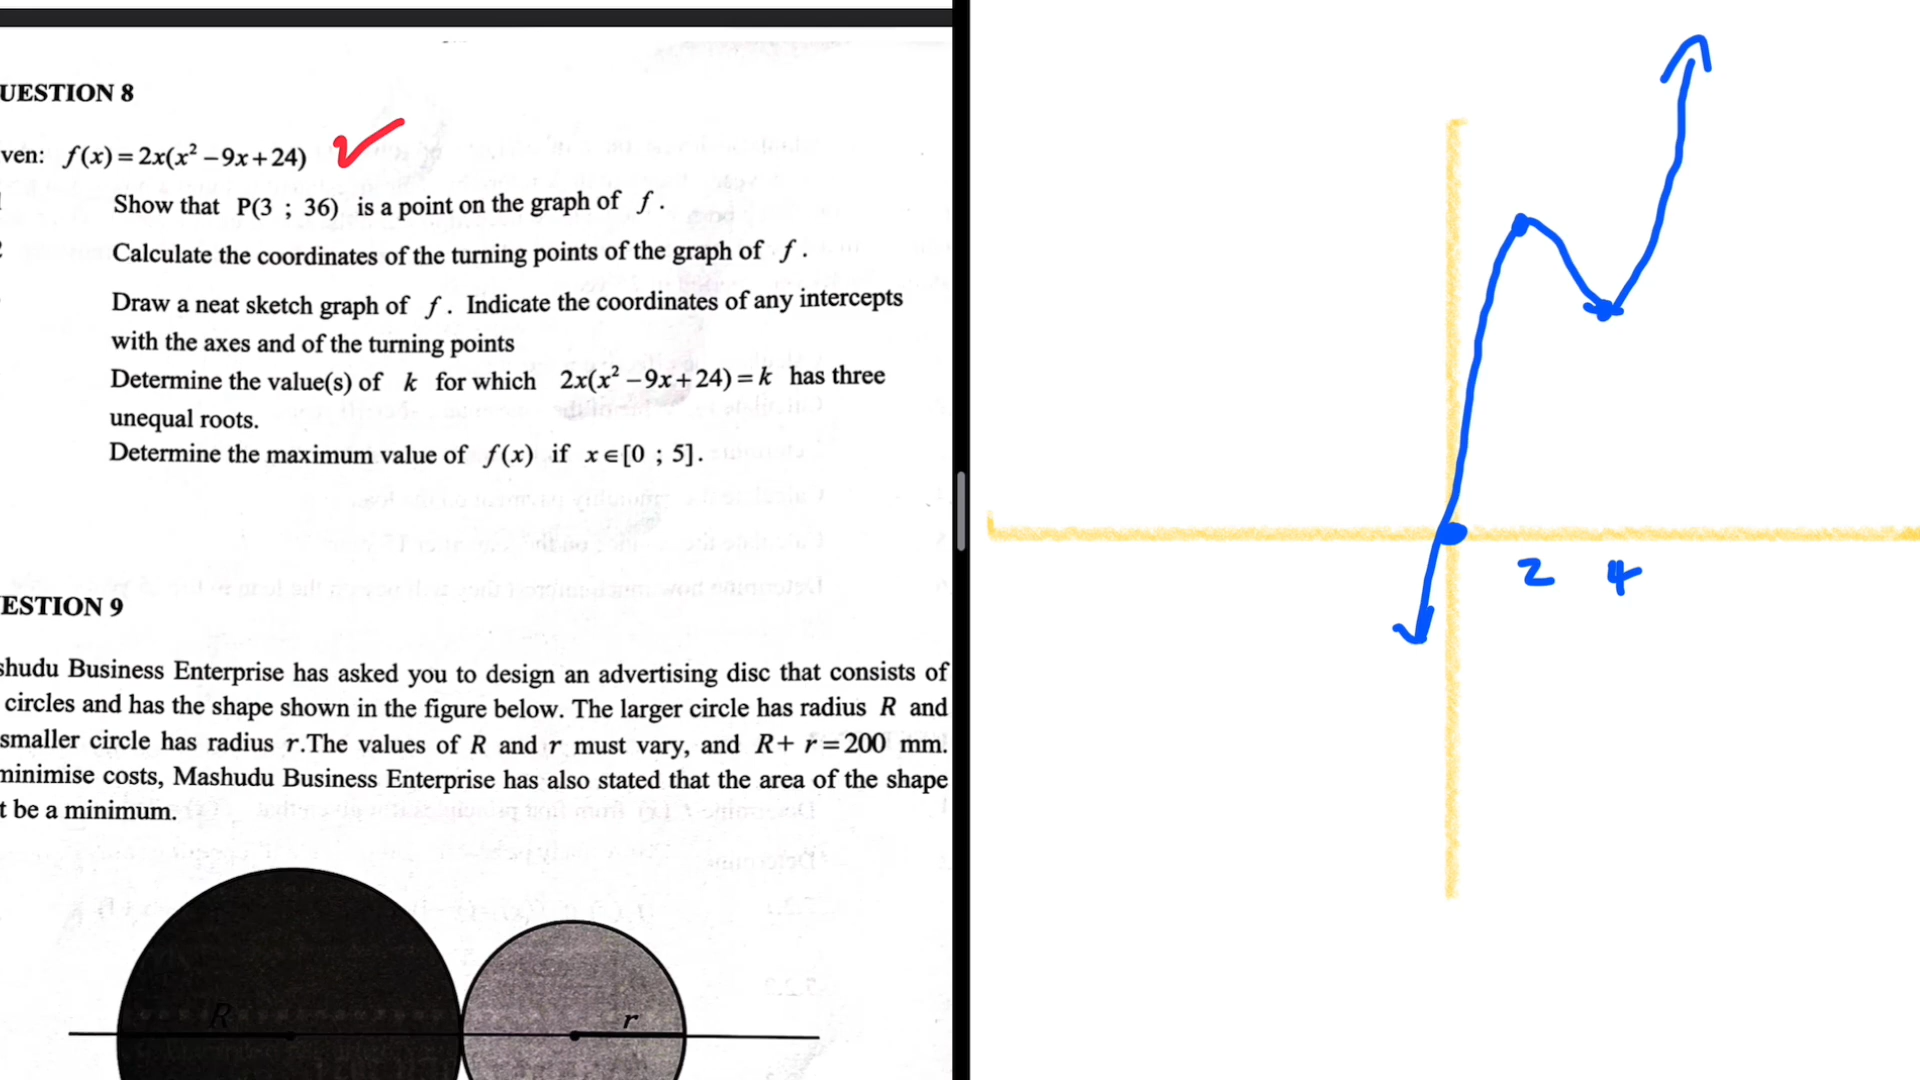 UESTION 8
ven: f(x) = 2x(x² – 9x + 24)
Show that P(3 ; 36) is a point on the graph of f.
Calculate the coordinates of the turning points of the graph of f.
Draw a neat sketch graph of f. Indicate the coordinates of any intercepts
with the axes and of the turning points
Determine the value(s) of k for which 2x(x² – 9x + 24) = k has three
unequal roots.
Determine the maximum value of f(x) if x ∈ [0 ; 5].
ESTION 9
shudu Business Enterprise has asked you to design an advertising disc that consists of
circles and has the shape shown in the figure below. The larger circle has radius R and
smaller circle has radius r.The values of R and r must vary, and R + r = 200 mm.
minimise costs, Mashudu Business Enterprise has also stated that the area of the shape
t be a minimum.
R
r
2 4